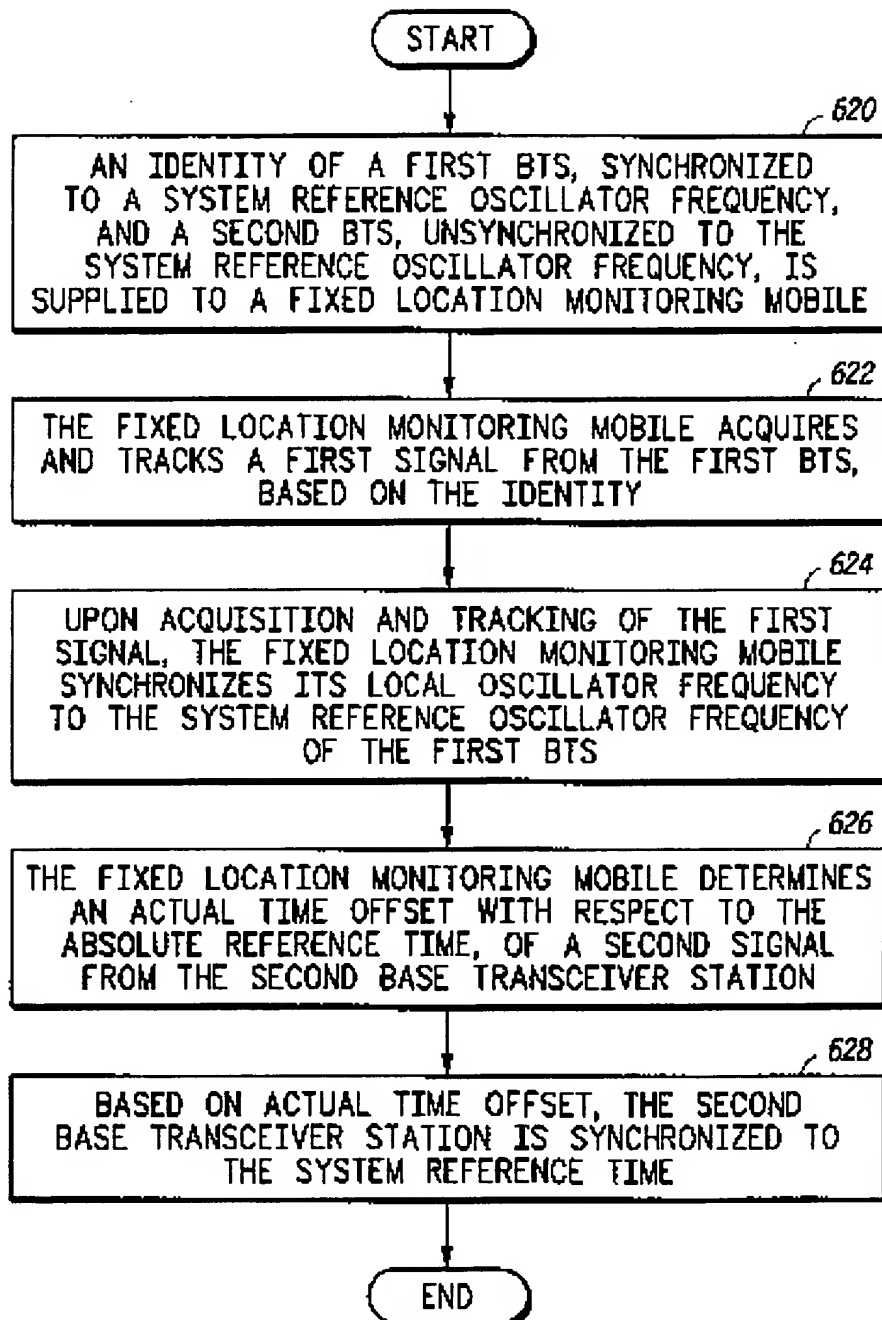 START
620
AN IDENTITY OF A FIRST BTS, SYNCHRONIZED
TO A SYSTEM REFERENCE OSCILLATOR FREQUENCY,
AND A SECOND BTS, UNSYNCHRONIZED TO THE
SYSTEM REFERENCE OSCILLATOR FREQUENCY, IS
SUPPLIED TO A FIXED LOCATION MONITORING MOBILE
622
THE FIXED LOCATION MONITORING MOBILE ACQUIRES
AND TRACKS A FIRST SIGNAL FROM THE FIRST BTS,
BASED ON THE IDENTITY
624
UPON ACQUISITION AND TRACKING OF THE FIRST
SIGNAL, THE FIXED LOCATION MONITORING MOBILE
SYNCHRONIZES ITS LOCAL OSCILLATOR FREQUENCY
TO THE SYSTEM REFERENCE OSCILLATOR FREQUENCY
OF THE FIRST BTS
626
THE FIXED LOCATION MONITORING MOBILE DETERMINES
AN ACTUAL TIME OFFSET WITH RESPECT TO THE
ABSOLUTE REFERENCE TIME, OF A SECOND SIGNAL
FROM THE SECOND BASE TRANSCEIVER STATION
628
BASED ON ACTUAL TIME OFFSET, THE SECOND
BASE TRANSCEIVER STATION IS SYNCHRONIZED TO
THE SYSTEM REFERENCE TIME
END